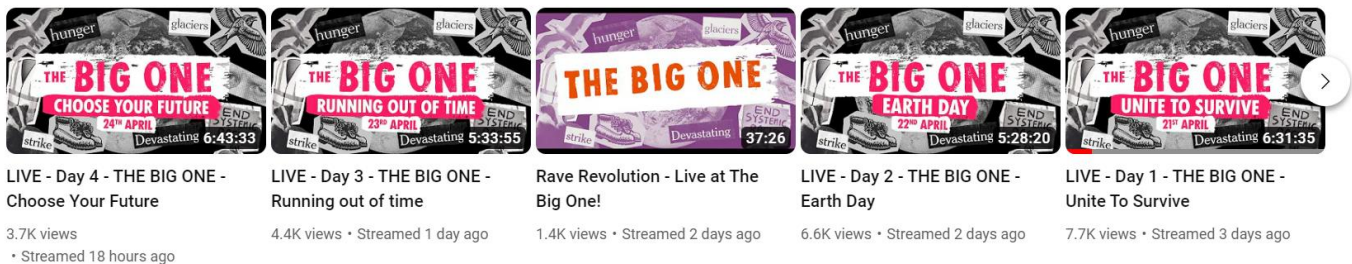 hunger
glaciers
THE BIG ONE
CHOOSE YOUR FUTURE
24TH APRIL
END
SYSTEMIC
strike
Devastating
6:43:33
LIVE - Day 4 - THE BIG ONE -
Choose Your Future
3.7K views
• Streamed 18 hours ago
hunger
glaciers
THE BIG ONE
RUNNING OUT OF TIME
23RD APRIL
END
SYSTEMIC
strike
Devastating
5:33:55
LIVE - Day 3 - THE BIG ONE -
Running out of time
4.4K views • Streamed 1 day ago
hunger
glaciers
THE BIG ONE
strike
Devastating
37:26
Rave Revolution - Live at The
Big One!
1.4K views • Streamed 2 days ago
hunger
glaciers
THE BIG ONE
EARTH DAY
22ND APRIL
END
SYSTEMIC
strike
Devastating
5:28:20
LIVE - Day 2 - THE BIG ONE -
Earth Day
6.6K views • Streamed 2 days ago
hunger
glaciers
THE BIG ONE
UNITE TO SURVIVE
21ST APRIL
END
SYSTEMIC
strike
Devastating
6:31:35
LIVE - Day 1 - THE BIG ONE -
Unite To Survive
7.7K views • Streamed 3 days ago